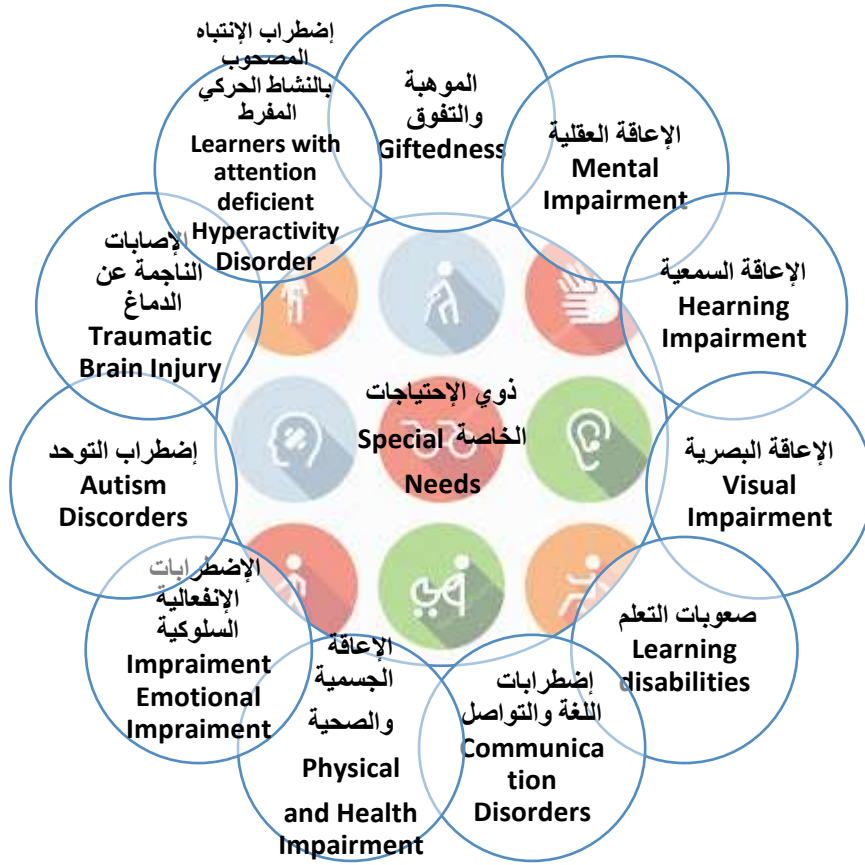 الموهبة
والتفوق
Giftedness
الإعاقة العقلية
Mental
Impairment
الإعاقة السمعية
Hearning
Impairment
الإعاقة البصرية
Visual
Impairment
صعوبات التعلم
Learning
disabilities
إضطرابات
اللغة والتواصل
Communica
tion
Disorders
الإعاقة
الجسمية
والصحية
Physical
and Health
Impairment
الإضطرابات
الإنفعالية
السلوكية
Impraiment
Emotional
Impraiment
إضطراب التوحد
Autism
Discorders
الإصابات
الناجمة عن
الدماغ
Traumatic
Brain Injury
إضطراب الإنتباه
المصحوب
بالنشاط الحركي
المفرط
Learners with
attention
deficient
Hyperactivity
Disorder
ذوي الإحتياجات
الخاصة Special
Needs